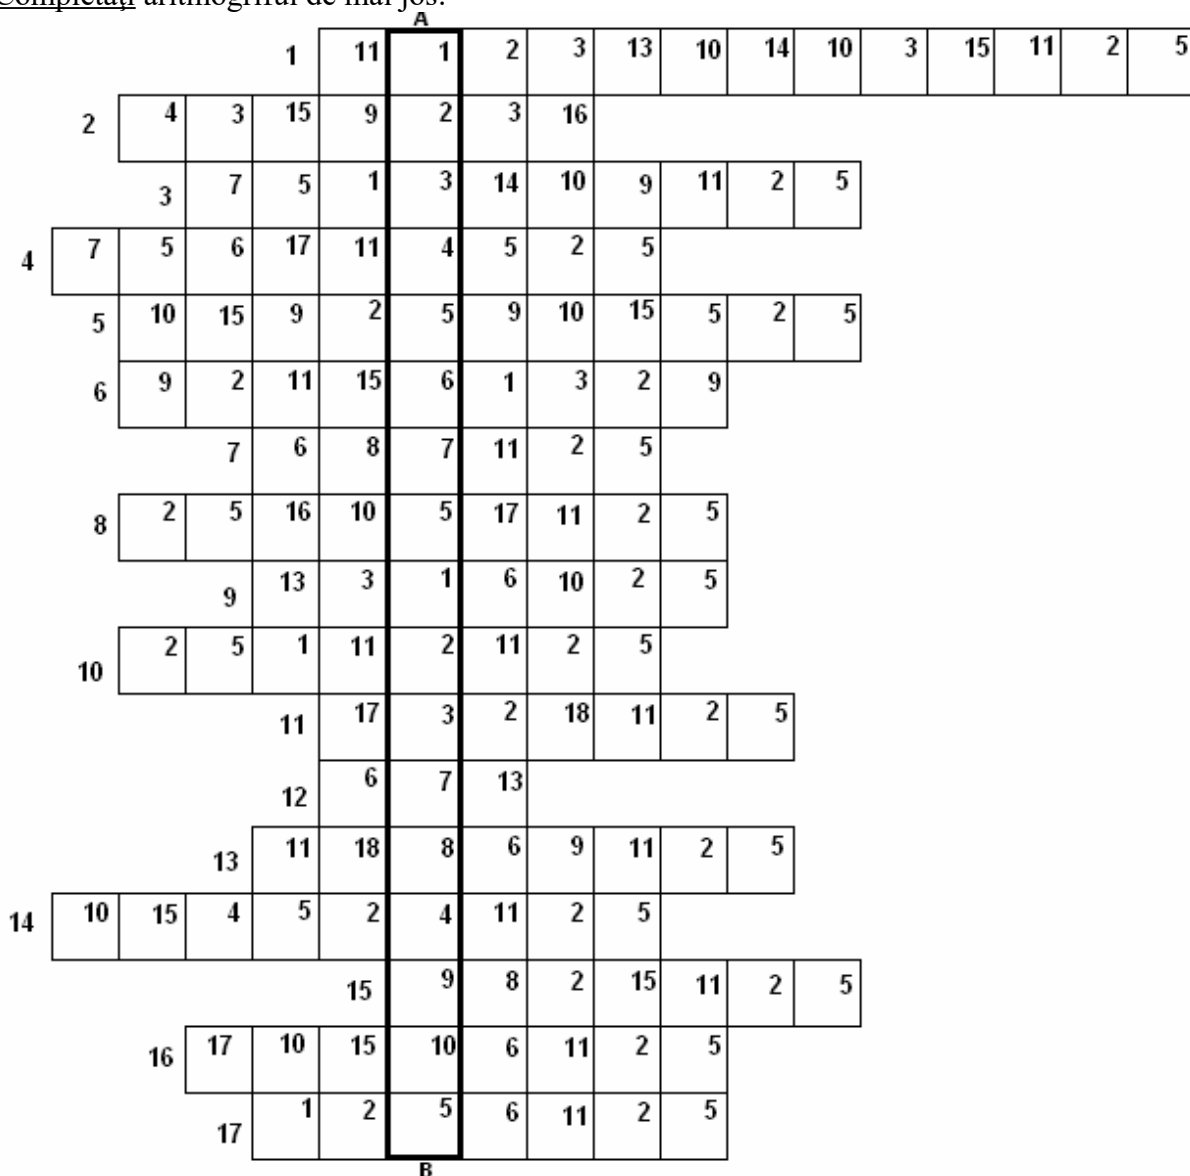 Completați aritmogriful de mai jos:
A
1 11 1 2 3 13 10 14 10 3 15 11 2 5
2 4 3 15 9 2 3 16
3 7 5 1 3 14 10 9 11 2 5
4 7 5 6 17 11 4 5 2 5
5 10 15 9 2 5 9 10 15 5 2 5
6 9 2 11 15 6 1 3 2 9
7 6 8 7 11 2 5
8 2 5 16 10 5 17 11 2 5
9 13 3 1 6 10 2 5
10 2 5 1 11 2 11 2 5
11 17 3 2 18 11 2 5
12 6 7 13
13 11 18 8 6 9 11 2 5
14 10 15 4 5 2 4 11 2 5
15 9 8 2 15 11 2 5
16 17 10 15 10 6 11 2 5
17 1 2 5 6 11 2 5
B